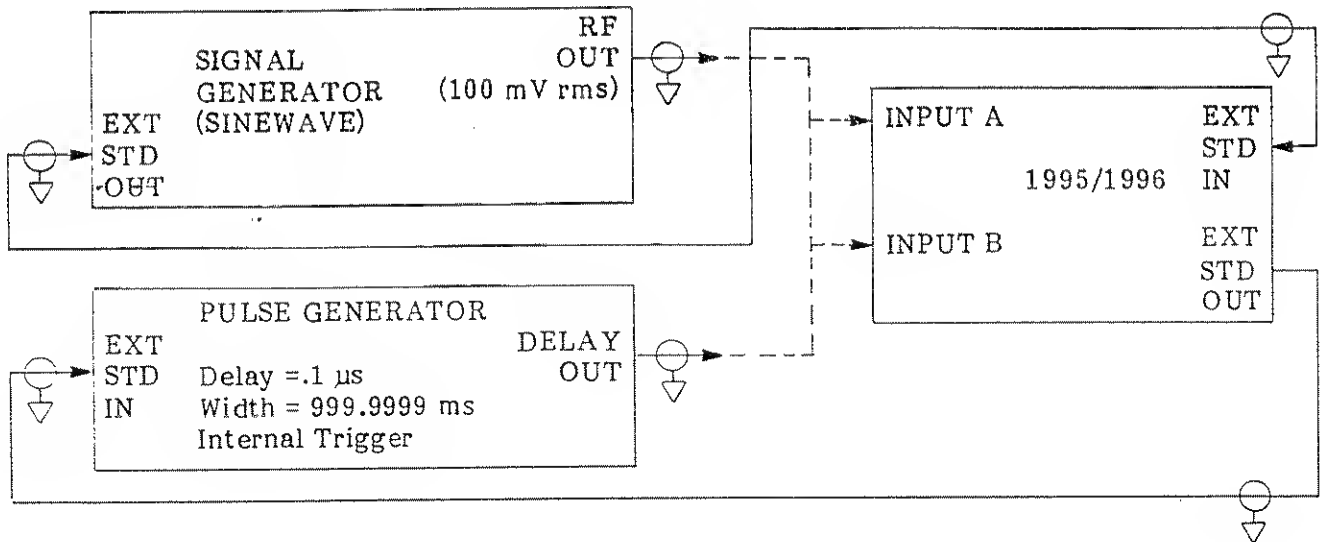 RF
OUT
(100 mV rms)
SIGNAL
GENERATOR
(SINEWAVE)
EXT
STD
OUT
INPUT A
INPUT B
1995/1996
EXT
STD
IN
EXT
STD
OUT
PULSE GENERATOR
EXT
STD
IN
Delay = .1 µs
Width = 999.9999 ms
Internal Trigger
DELAY
OUT